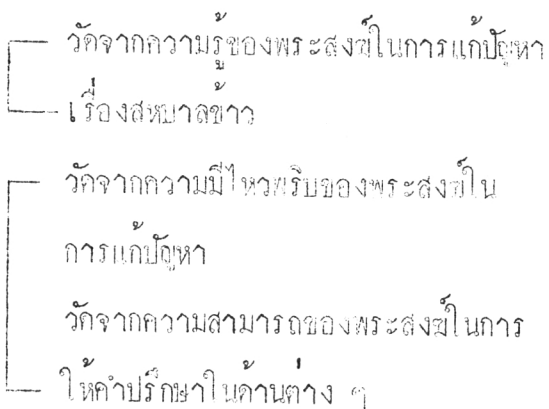 วัดจากความรู้ของพระสงฆ์ในการแก้ปัญหา
เรื่องสหบาลข้าว
วัดจากความมีไหวพริบของพระสงฆ์ใน
การแก้ปัญหา
วัดจากความสามารถของพระสงฆ์ในการ
ให้คำปรึกษาในด้านต่าง ๆ